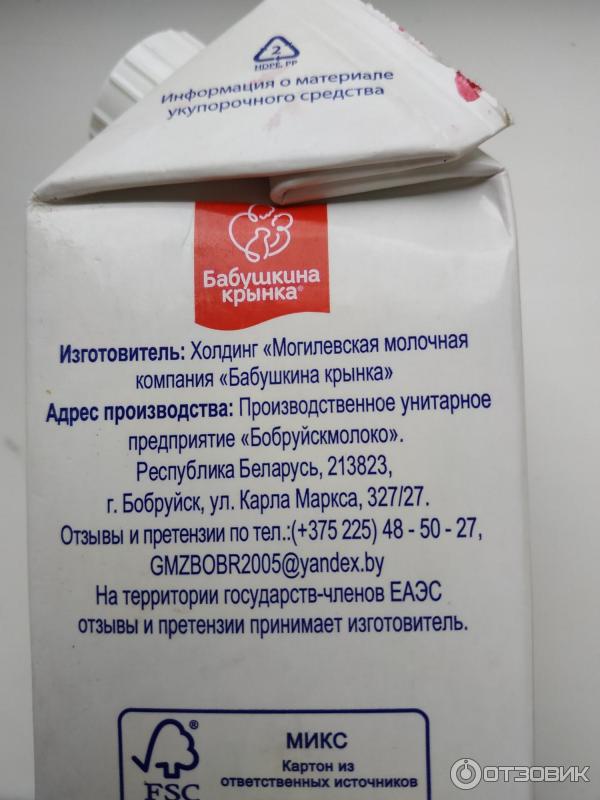 2
HDPE, PP
Информация о материале
укупорочного средства
Бабушкина
крынка®
Изготовитель: Холдинг «Могилевская молочная
компания «Бабушкина крынка»
Адрес производства: Производственное унитарное
предприятие «Бобруйскмолоко».
Республика Беларусь, 213823,
г. Бобруйск, ул. Карла Маркса, 327/27.
Отзывы и претензии по тел.:(+375 225) 48 - 50 - 27,
GMZBOBR2005@yandex.by
На территории государств-членов ЕАЭС
отзывы и претензии принимает изготовитель.
®
МИКС
Картон из
ответственных источников
FSC
ОТЗОВИК